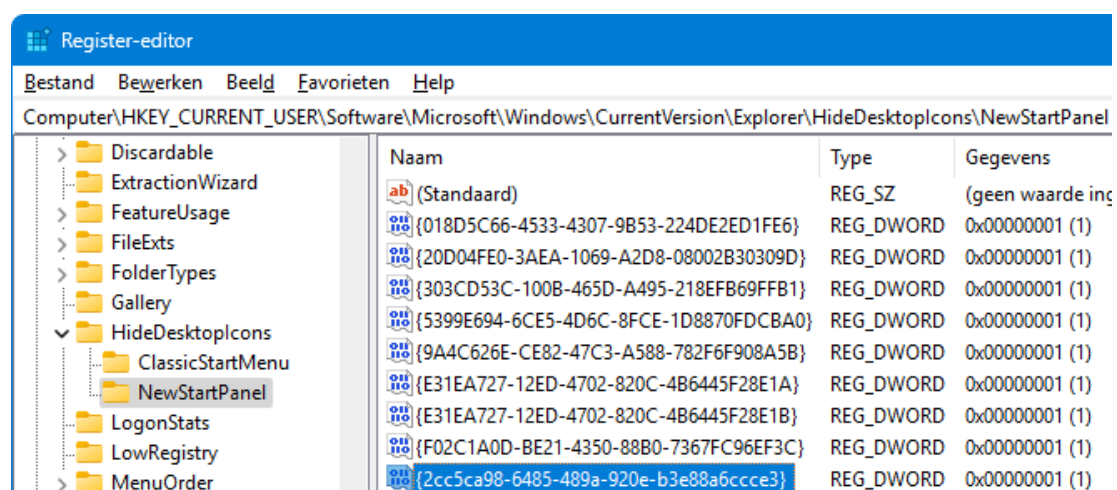 Register-editor
Bestand Bewerken Beeld Favorieten Help
Computer\HKEY_CURRENT_USER\Software\Microsoft\Windows\CurrentVersion\Explorer\HideDesktopIcons\NewStartPanel
Discardable
ExtractionWizard
FeatureUsage
FileExts
FolderTypes
Gallery
HideDesktopIcons
ClassicStartMenu
NewStartPanel
LogonStats
LowRegistry
MenuOrder
Naam Type Gegevens
(Standaard) REG_SZ (geen waarde ing
{018D5C66-4533-4307-9B53-224DE2ED1FE6} REG_DWORD 0x00000001 (1)
{20D04FE0-3AEA-1069-A2D8-08002B30309D} REG_DWORD 0x00000001 (1)
{303CD53C-100B-465D-A495-218EFB69FFB1} REG_DWORD 0x00000001 (1)
{5399E694-6CE5-4D6C-8FCE-1D8870FDCBA0} REG_DWORD 0x00000001 (1)
{9A4C626E-CE82-47C3-A588-782F6F908A5B} REG_DWORD 0x00000001 (1)
{E31EA727-12ED-4702-820C-4B6445F28E1A} REG_DWORD 0x00000001 (1)
{E31EA727-12ED-4702-820C-4B6445F28E1B} REG_DWORD 0x00000001 (1)
{F02C1A0D-BE21-4350-88B0-7367FC96EF3C} REG_DWORD 0x00000001 (1)
{2cc5ca98-6485-489a-920e-b3e88a6ccce3} REG_DWORD 0x00000001 (1)